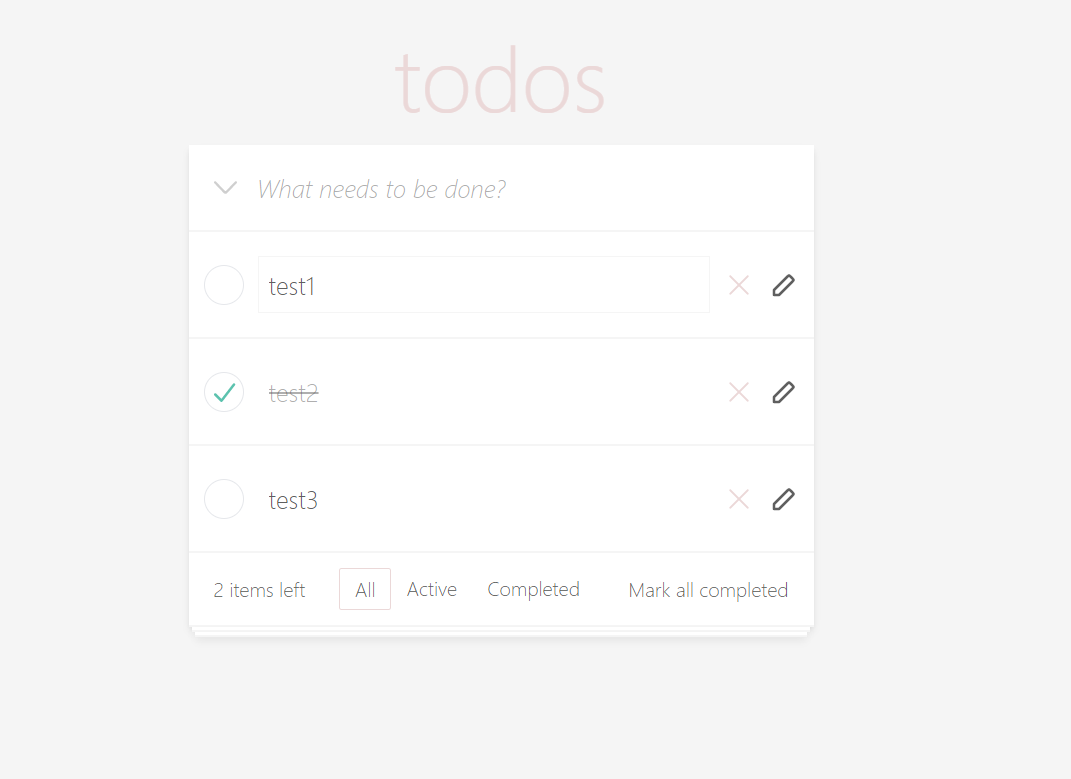 todos
What needs to be done?
test1
test2
test3
2 items left All Active Completed Mark all completed